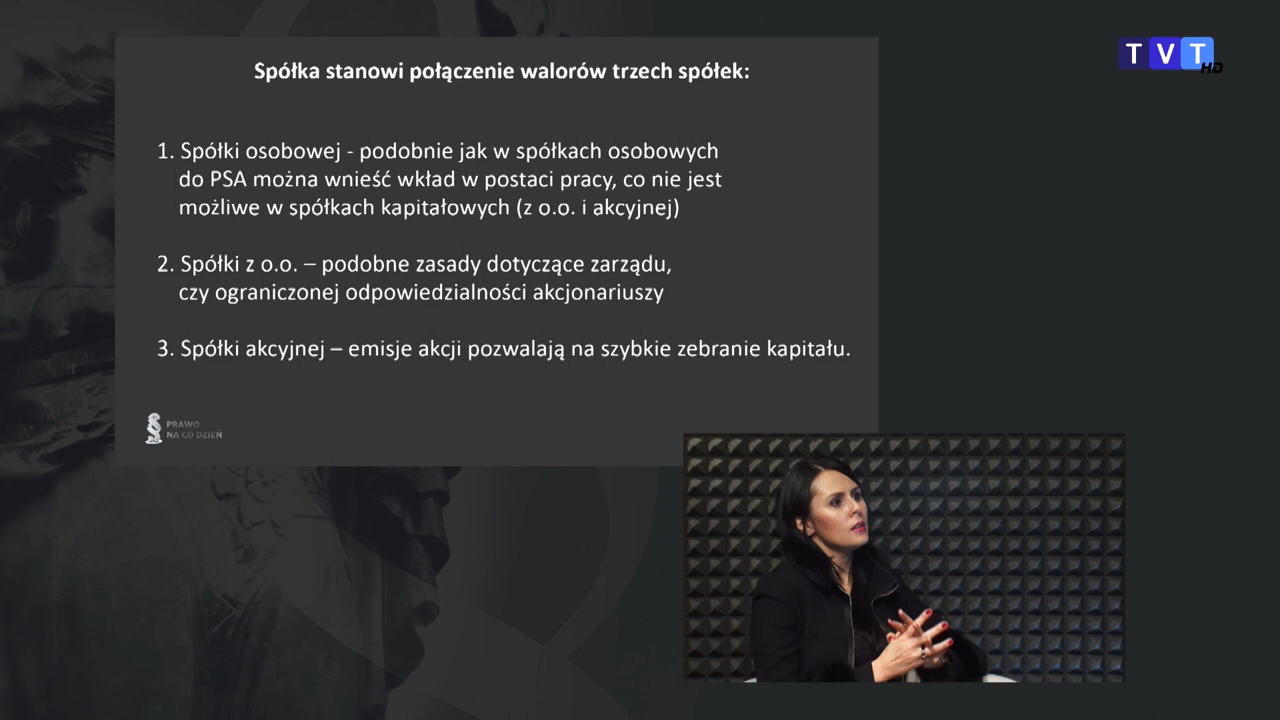 TVT
HD
Spółka stanowi połączenie walorów trzech spółek:
1. Spółki osobowej - podobnie jak w spółkach osobowych
do PSA można wnieść wkład w postaci pracy, co nie jest
możliwe w spółkach kapitałowych (z o.o. i akcyjnej)
2. Spółki z o.o. – podobne zasady dotyczące zarządu,
czy ograniczonej odpowiedzialności akcjonariuszy
3. Spółki akcyjnej – emisje akcji pozwalają na szybkie zebranie kapitału.
PRAWO
NA CO DZIEŃ